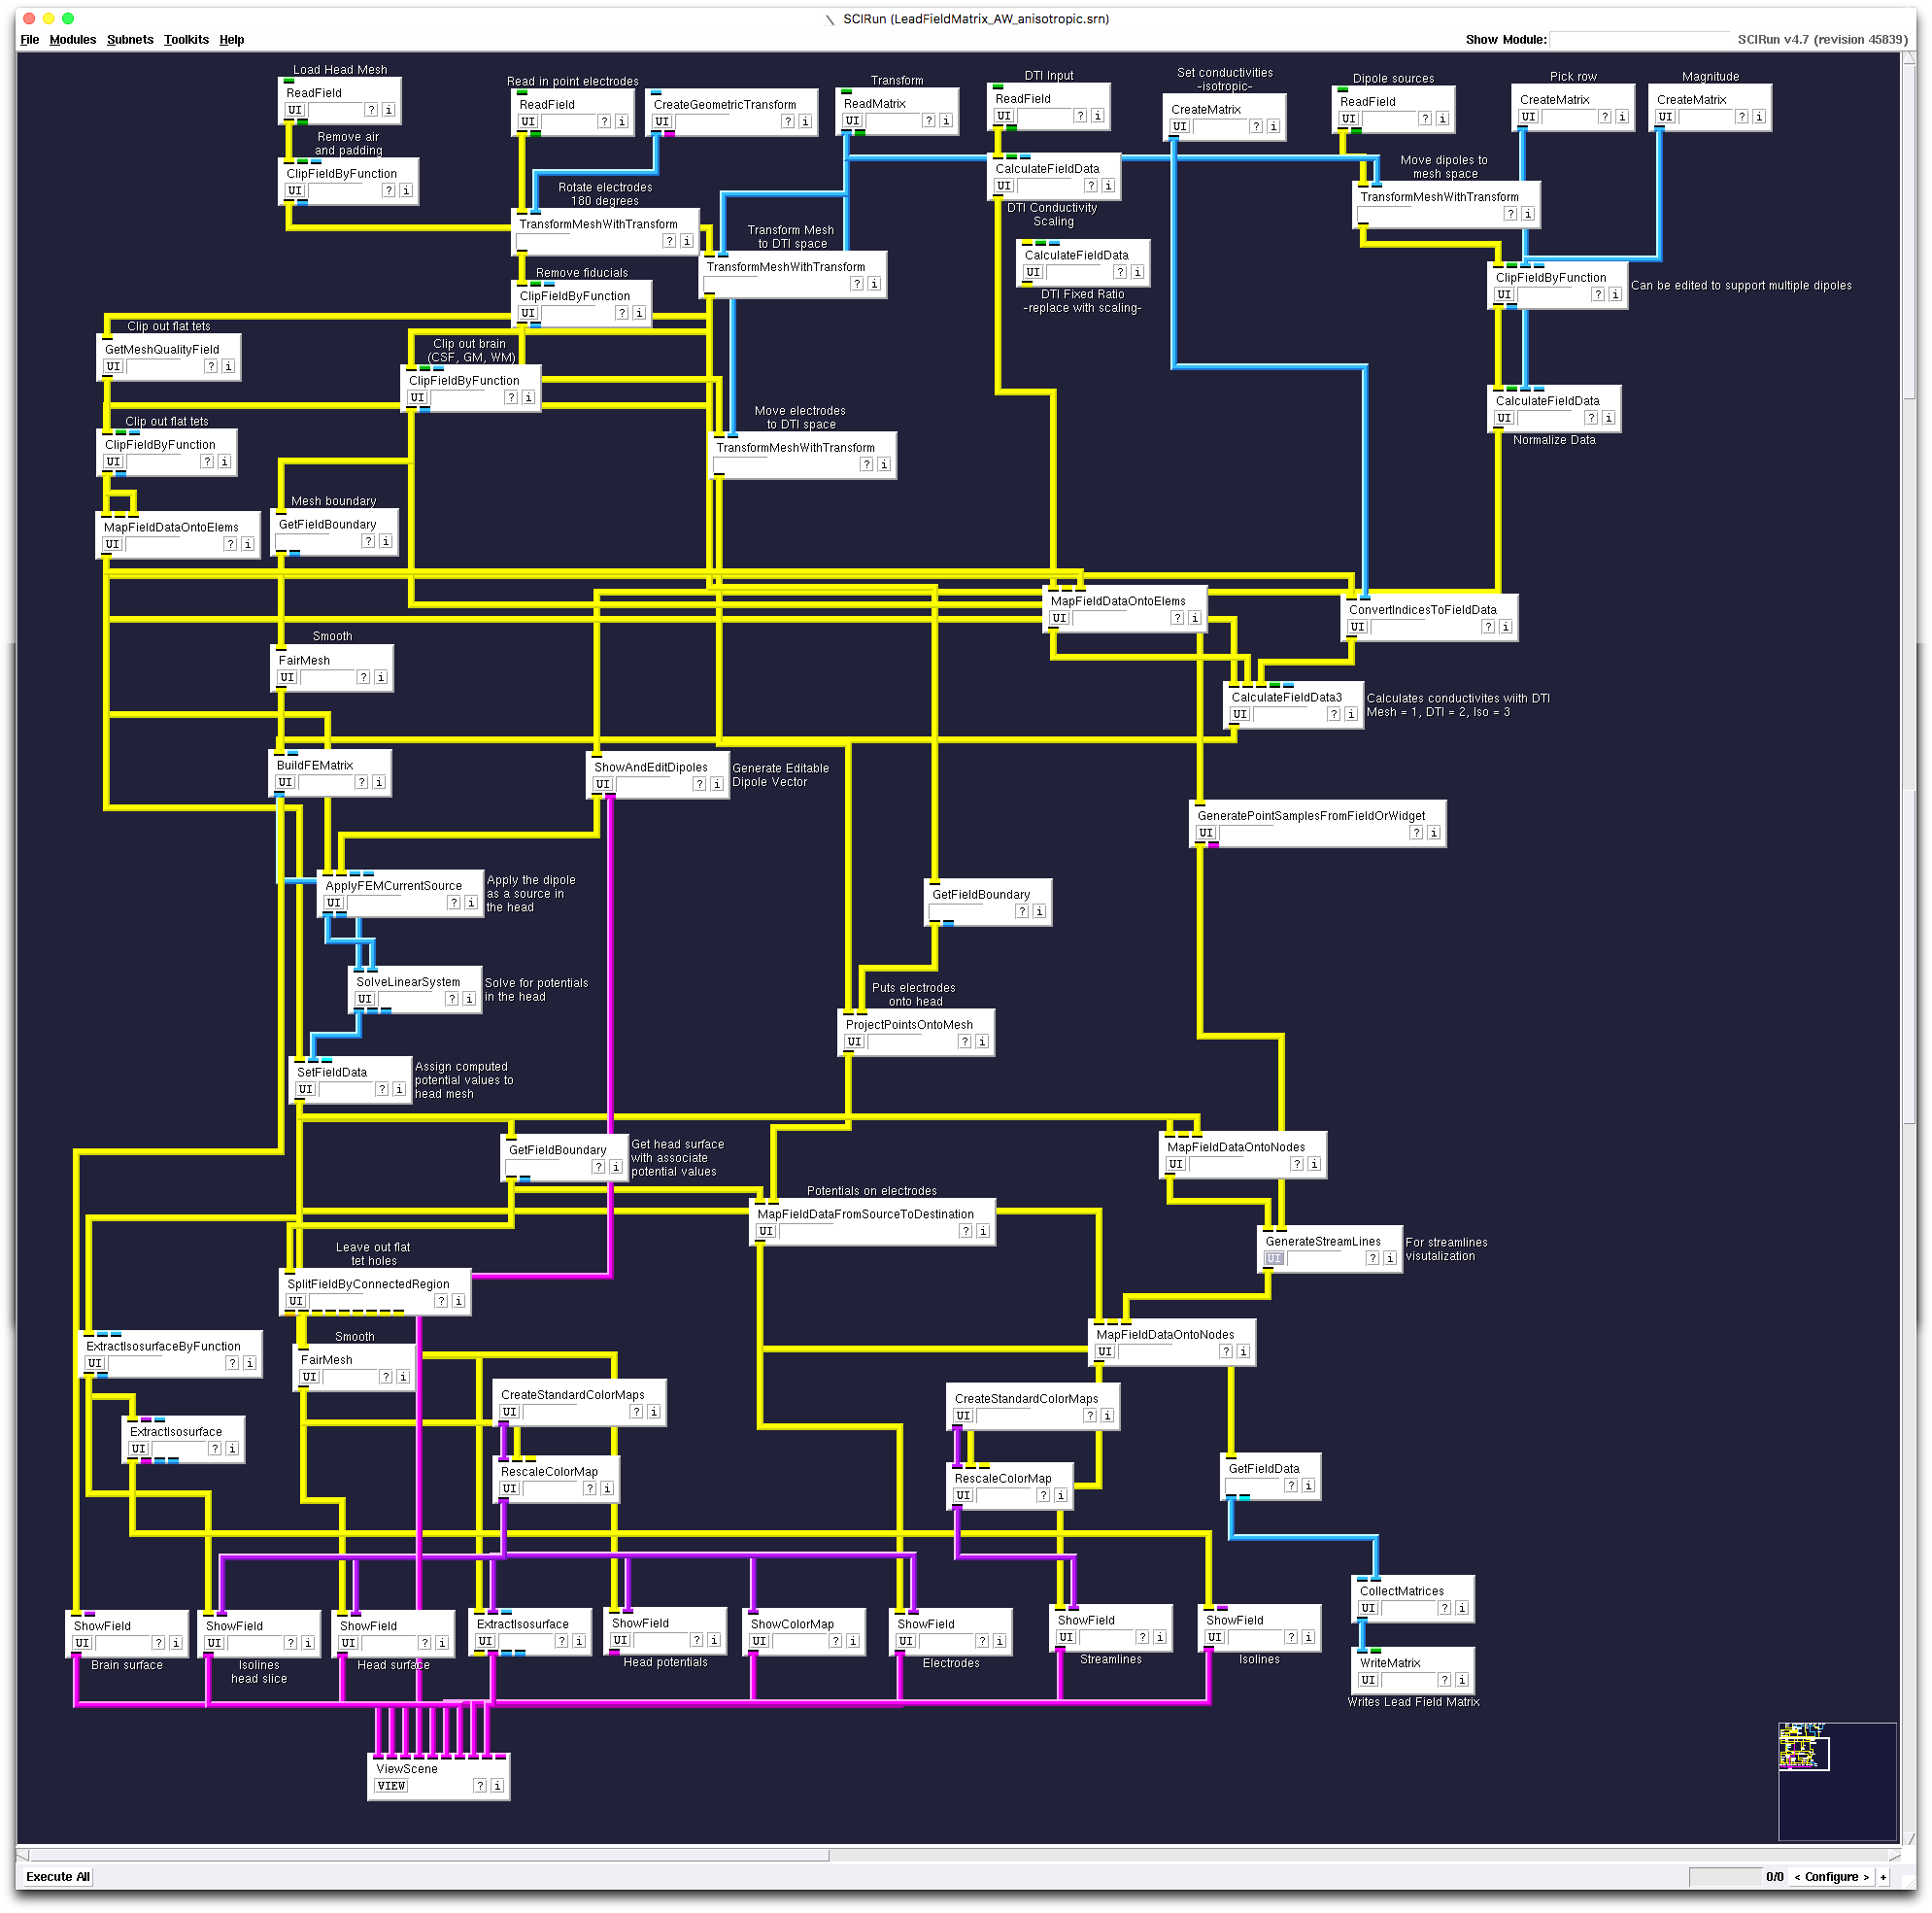 SCIRun (LeadFieldMatrix_AW_anisotropic.srn)
File Modules Subnets Toolkits Help
Show Module:
SCIRun v4.7 (revision 45839)
Load Head Mesh
ReadField
UI ? i
Remove air
and padding
ClipFieldByFunction
UI ? i
Read in point electrodes
ReadField
UI ? i
CreateGeometricTransform
UI ? i
Transform
ReadMatrix
UI ? i
DTI Input
ReadField
UI ? i
Set conductivities
-isotropic-
CreateMatrix
UI ? i
Dipole sources
ReadField
UI ? i
Pick row
CreateMatrix
UI ? i
Magnitude
CreateMatrix
UI ? i
Rotate electrodes
180 degrees
TransformMeshWithTransform
? i
CalculateFieldData
UI ? i
DTI Conductivity
Scaling
Move dipoles to
mesh space
TransformMeshWithTransform
? i
Transform Mesh
to DTI space
TransformMeshWithTransform
? i
CalculateFieldData
UI ? i
DTI Fixed Ratio
-replace with scaling-
Remove fiducials
ClipFieldByFunction
UI ? i
ClipFieldByFunction
UI ? i
Can be edited to support multiple dipoles
Clip out flat tets
GetMeshQualityField
UI ? i
Clip out brain
(CSF, GM, WM)
ClipFieldByFunction
UI ? i
CalculateFieldData
UI ? i
Normalize Data
Clip out flat tets
ClipFieldByFunction
UI ? i
Move electrodes
to DTI space
TransformMeshWithTransform
? i
MapFieldDataOntoElems
UI ? i
Mesh boundary
GetFieldBoundary
? i
MapFieldDataOntoElems
UI ? i
ConvertIndicesToFieldData
UI ? i
Smooth
FairMesh
UI ? i
CalculateFieldData3
UI ? i
Calculates conductivites wiith DTI
Mesh = 1, DTI = 2, Iso = 3
BuildFEMatrix
UI ? i
ShowAndEditDipoles
UI ? i
Generate Editable
Dipole Vector
GeneratePointSamplesFromFieldOrWidget
UI ? i
ApplyFEMCurrentSource
UI ? i
Apply the dipole
as a source in
the head
GetFieldBoundary
? i
SolveLinearSystem
UI ? i
Solve for potentials
in the head
Puts electrodes
onto head
ProjectPointsOntoMesh
UI ? i
SetFieldData
UI ? i
Assign computed
potential values to
head mesh
GetFieldBoundary
? i
Get head surface
with associate
potential values
MapFieldDataOntoNodes
UI ? i
Potentials on electrodes
MapFieldDataFromSourceToDestination
UI ? i
GenerateStreamLines
UI ? i
For streamlines
visutalization
Leave out flat
tet holes
SplitFieldByConnectedRegion
UI ? i
ExtractIsosurfaceByFunction
UI ? i
Smooth
FairMesh
UI ? i
MapFieldDataOntoNodes
UI ? i
CreateStandardColorMaps
UI ? i
CreateStandardColorMaps
UI ? i
ExtractIsosurface
UI ? i
RescaleColorMap
UI ? i
RescaleColorMap
UI ? i
GetFieldData
? i
CollectMatrices
UI ? i
ShowField
UI ? i
Brain surface
ShowField
UI ? i
Isolines
head slice
ShowField
UI ? i
Head surface
ExtractIsosurface
UI ? i
ShowField
UI ? i
Head potentials
ShowColorMap
UI ? i
ShowField
UI ? i
Electrodes
ShowField
UI ? i
Streamlines
ShowField
UI ? i
Isolines
WriteMatrix
UI ? i
Writes Lead Field Matrix
ViewScene
VIEW ? i
Execute All
0/0 < Configure > +